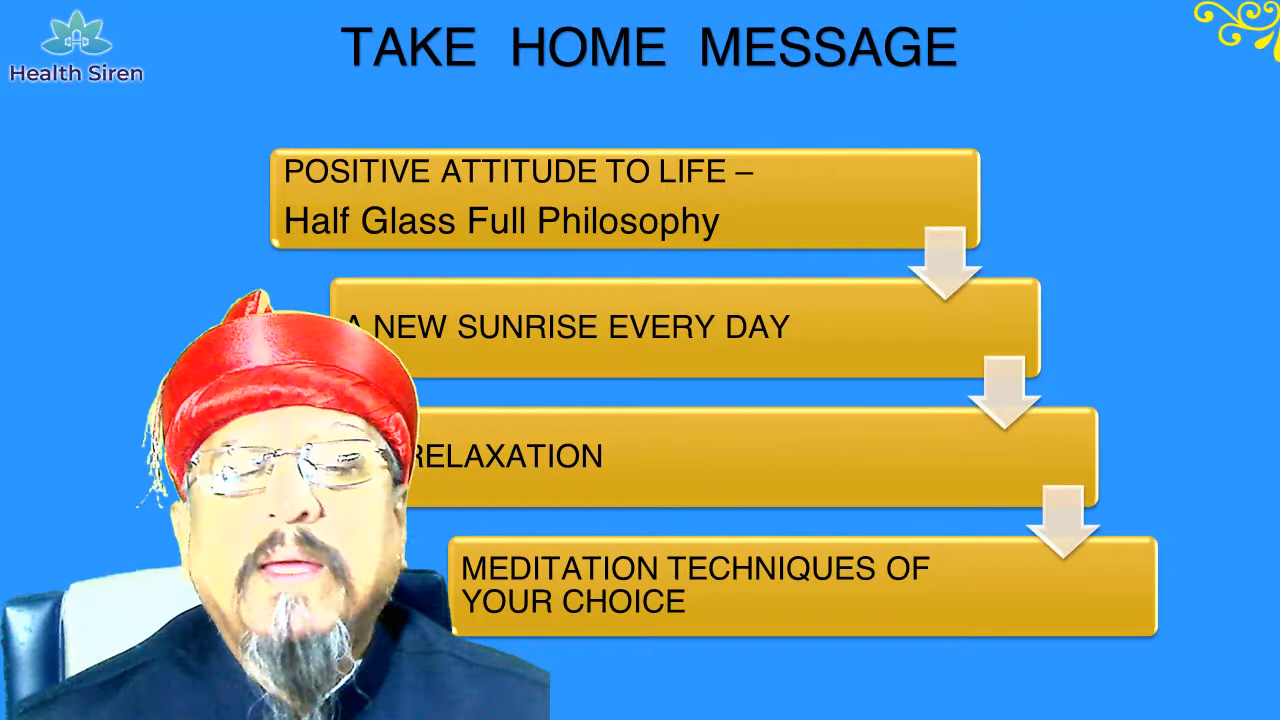 Health Siren
TAKE HOME MESSAGE
POSITIVE ATTITUDE TO LIFE –
Half Glass Full Philosophy
A NEW SUNRISE EVERY DAY
RELAXATION
MEDITATION TECHNIQUES OF
YOUR CHOICE